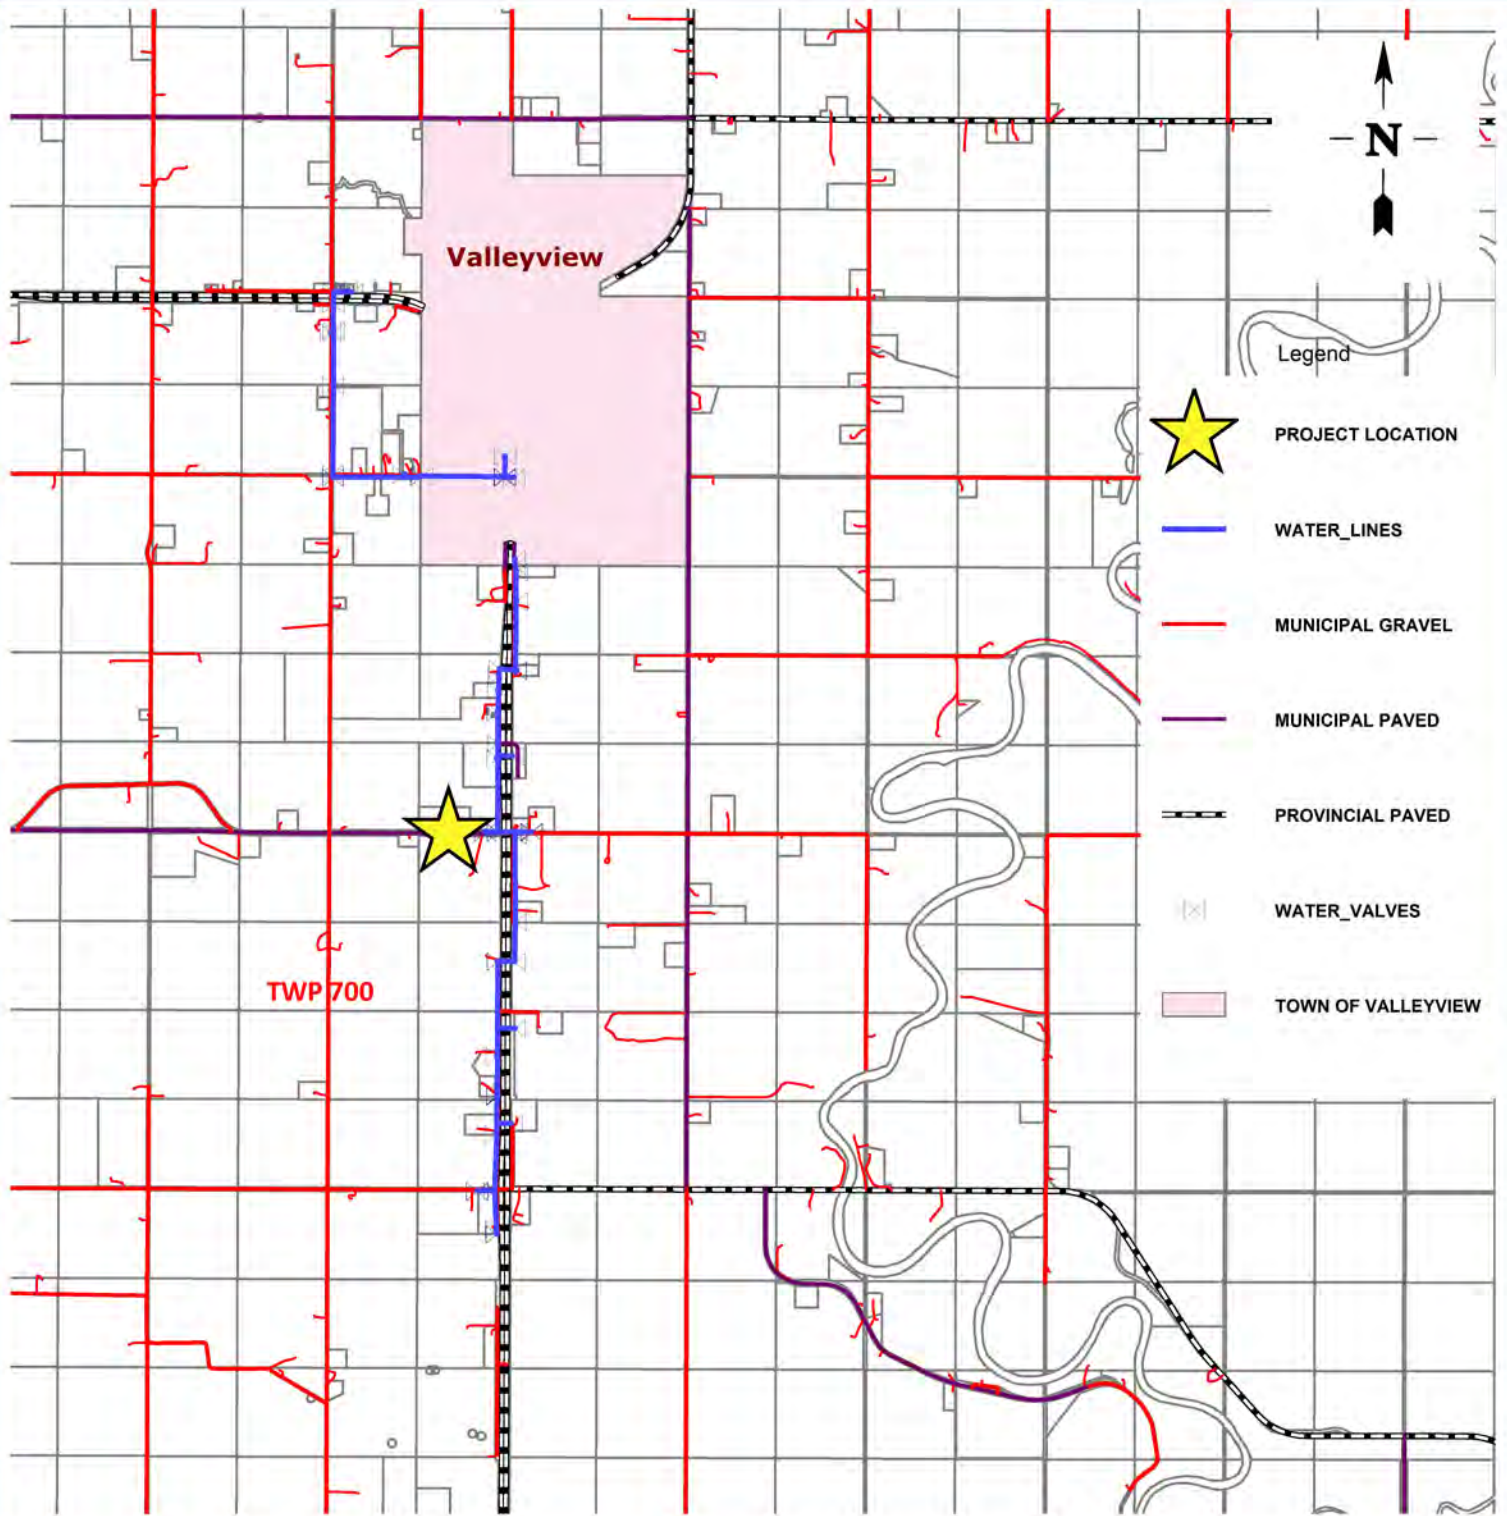 N
Valleyview
Legend
PROJECT LOCATION
WATER_LINES
MUNICIPAL GRAVEL
MUNICIPAL PAVED
PROVINCIAL PAVED
WATER_VALVES
TWP 700
TOWN OF VALLEYVIEW